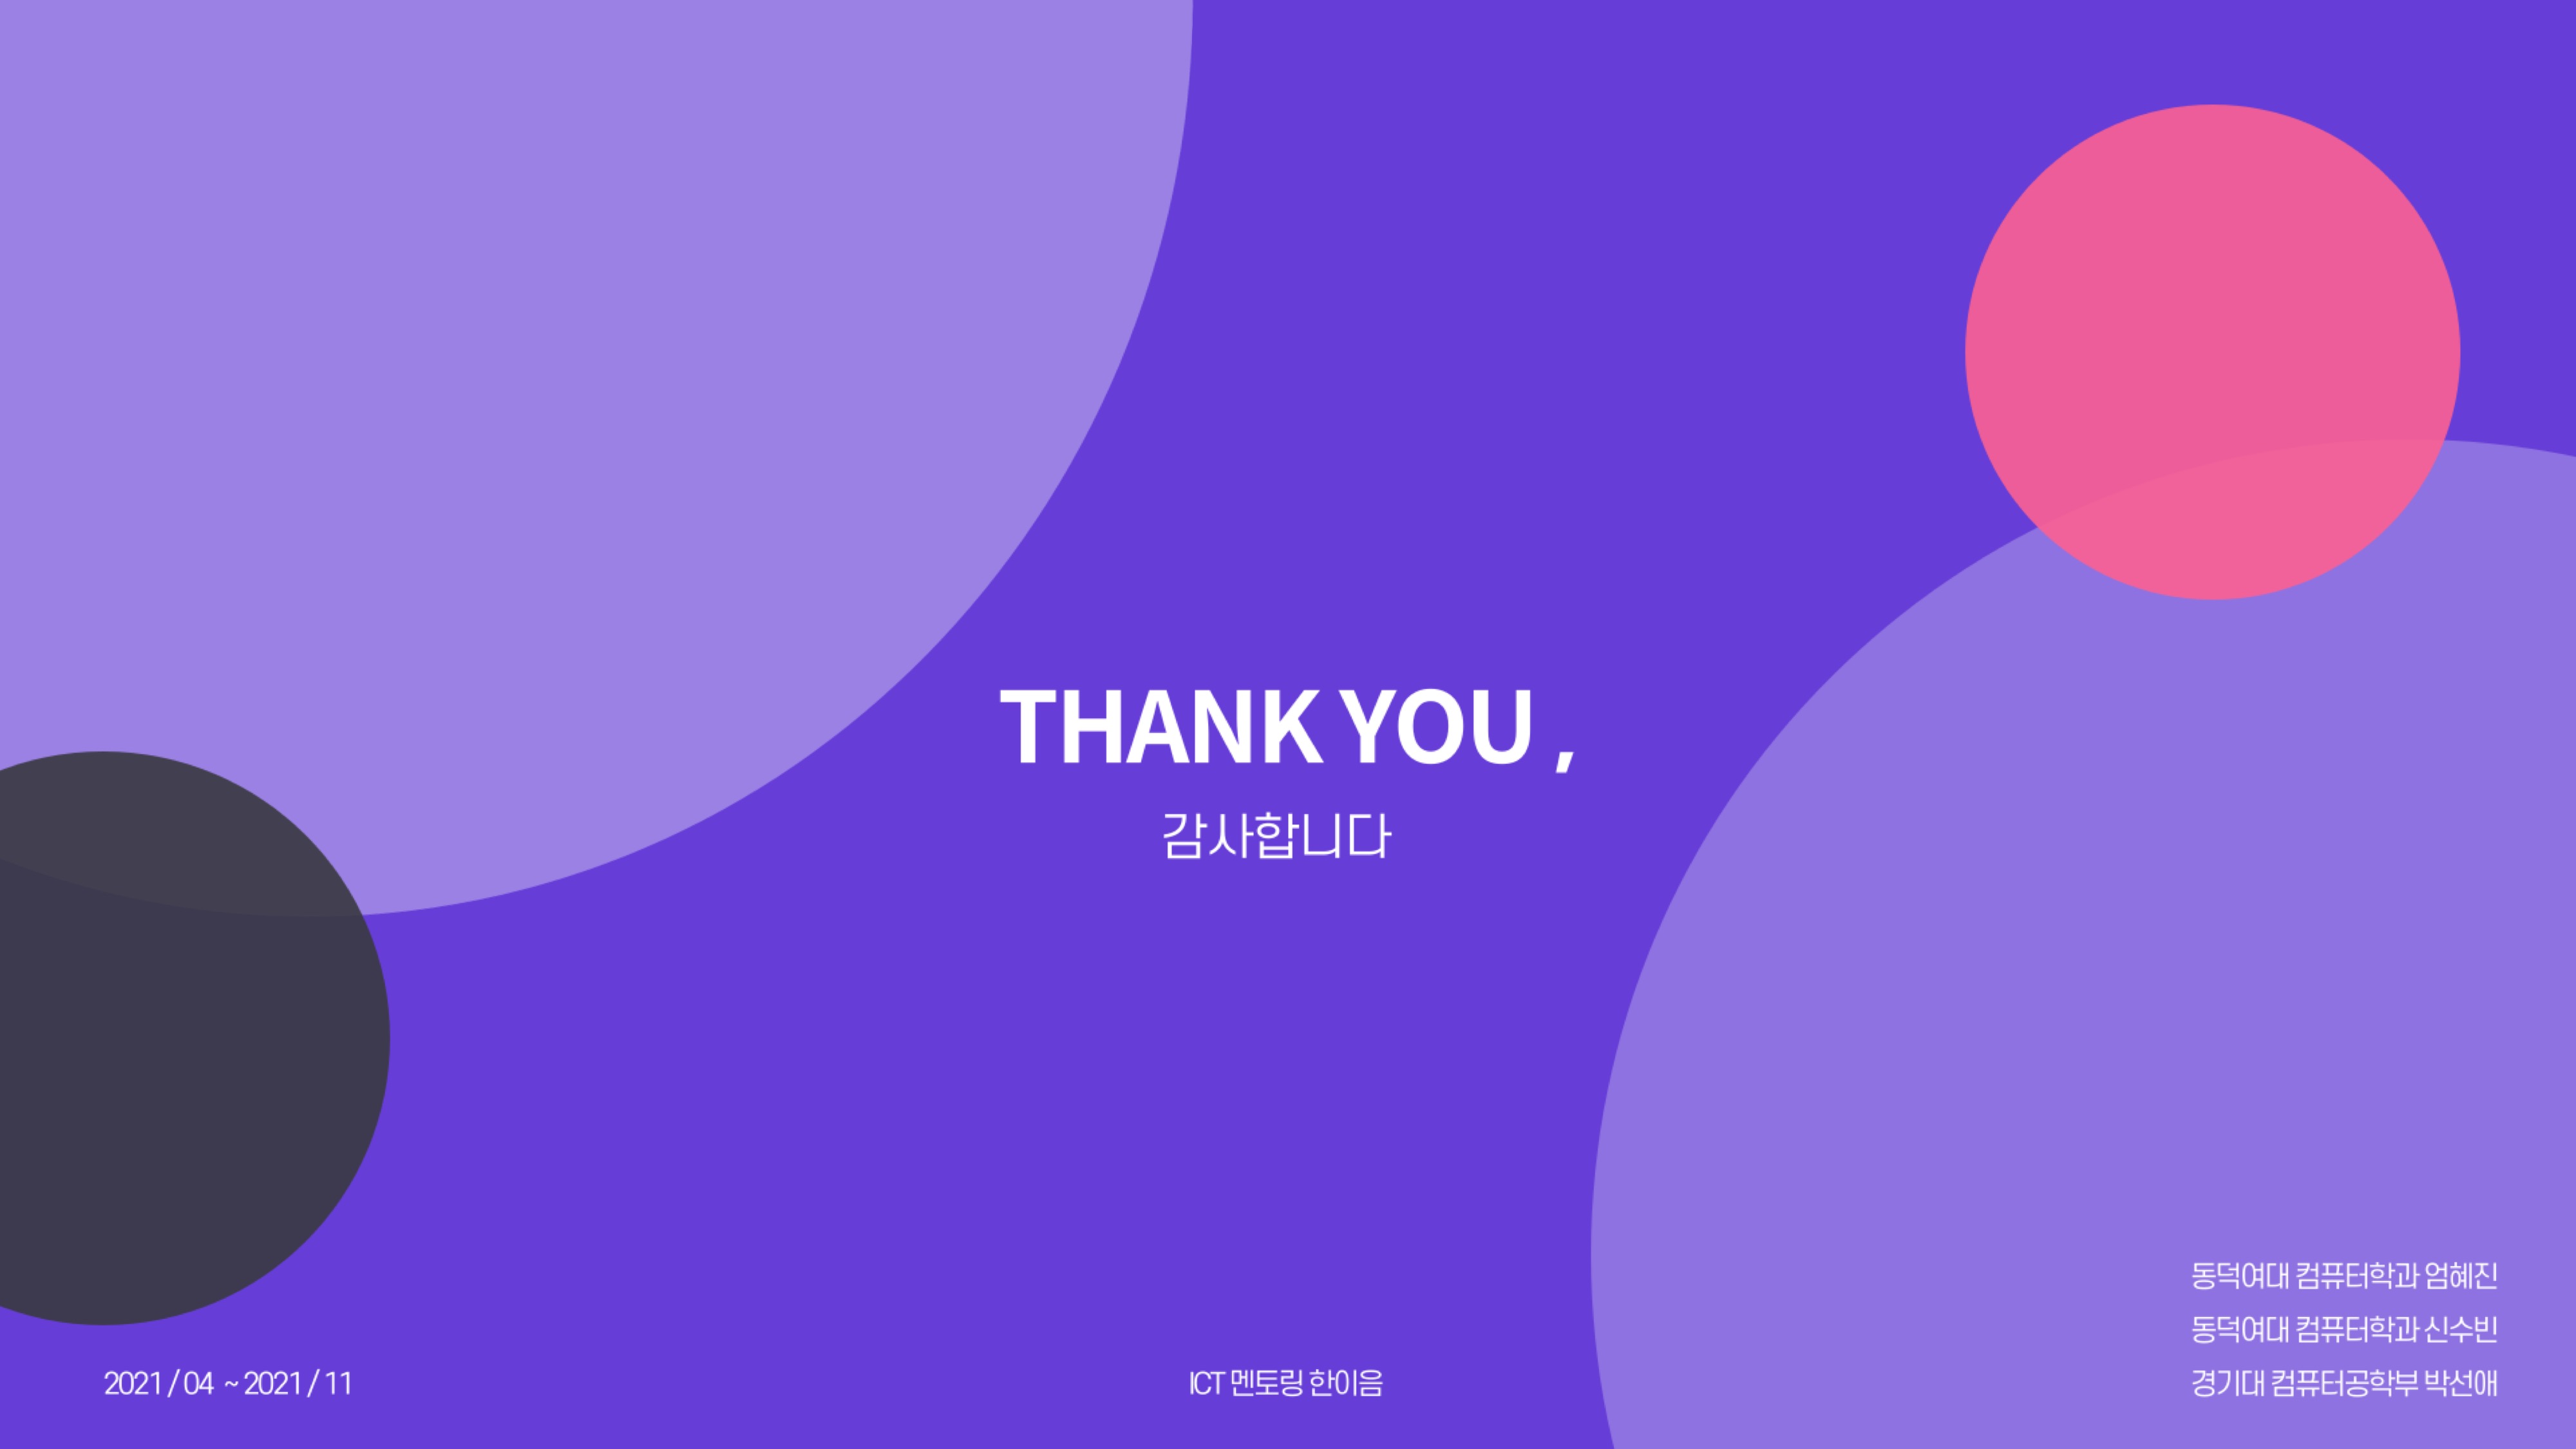 THANK YOU ,
감사합니다
2021 / 04 ~ 2021 / 11
ICT 멘토링 한이음
동덕여대 컴퓨터학과 엄혜진
동덕여대 컴퓨터학과 신수빈
경기대 컴퓨터공학부 박선애